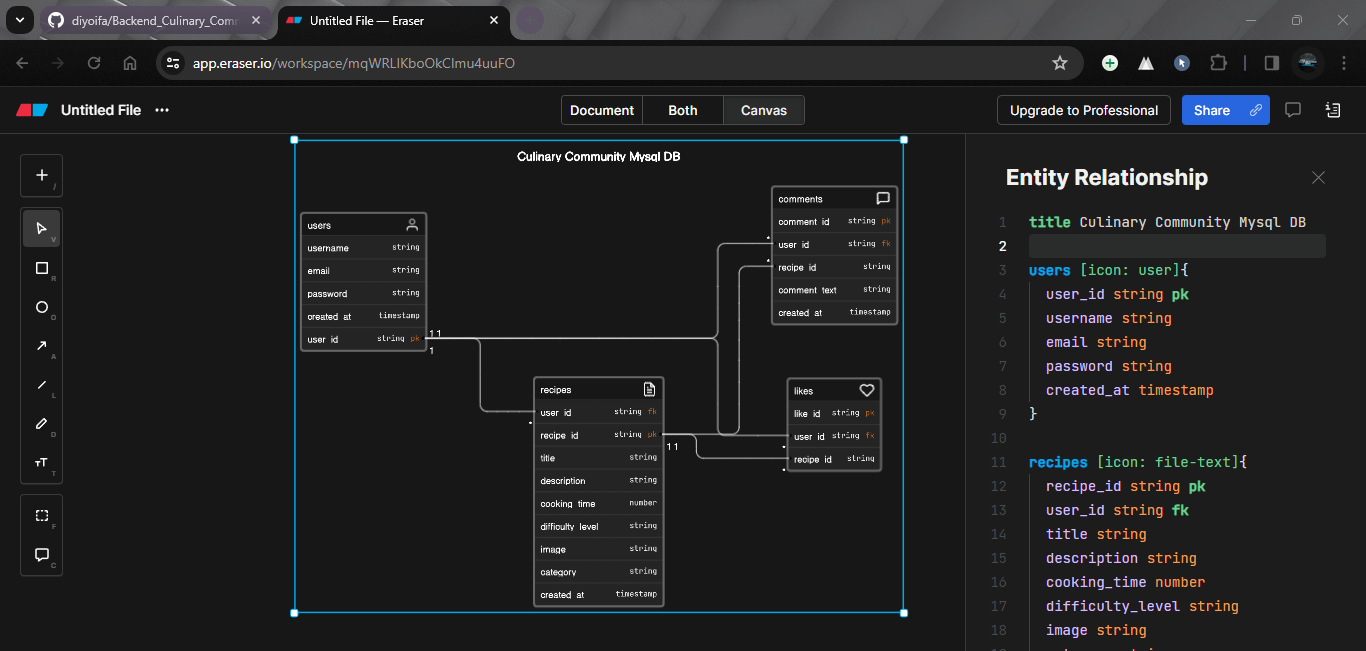 diyoifa/Backend_Culinary_Comm
Untitled File — Eraser
app.eraser.io/workspace/mqWRLIKboOkCImu4uuFO
Untitled File
Document Both Canvas
Upgrade to Professional
Share
Culinary Community Mysql DB
users
username string
email string
password string
created_at timestamp
user_id string pk
1 1
1
recipes
user_id string fk
recipe_id string pk
title string
description string
cooking_time number
difficulty_level string
image string
category string
created_at timestamp
1 1
comments
comment_id string pk
user_id string fk
recipe_id string
comment_text string
created_at timestamp
likes
like_id string pk
user_id string fk
recipe_id string
Entity Relationship
1 title Culinary Community Mysql DB
2
3 users [icon: user]{
4 user_id string pk
5 username string
6 email string
7 password string
8 created_at timestamp
9 }
10
11 recipes [icon: file-text]{
12 recipe_id string pk
13 user_id string fk
14 title string
15 description string
16 cooking_time number
17 difficulty_level string
18 image string
/
V
R
O
A
L
D
T
F
C